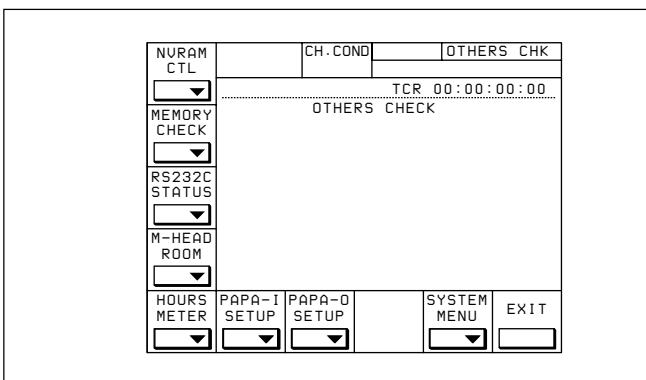 NVRAM CTL
CH.COND
OTHERS CHK
TCR 00:00:00:00
OTHERS CHECK
MEMORY CHECK
RS232C STATUS
M-HEAD ROOM
HOURS METER
PAPA-I SETUP
PAPA-O SETUP
SYSTEM MENU
EXIT